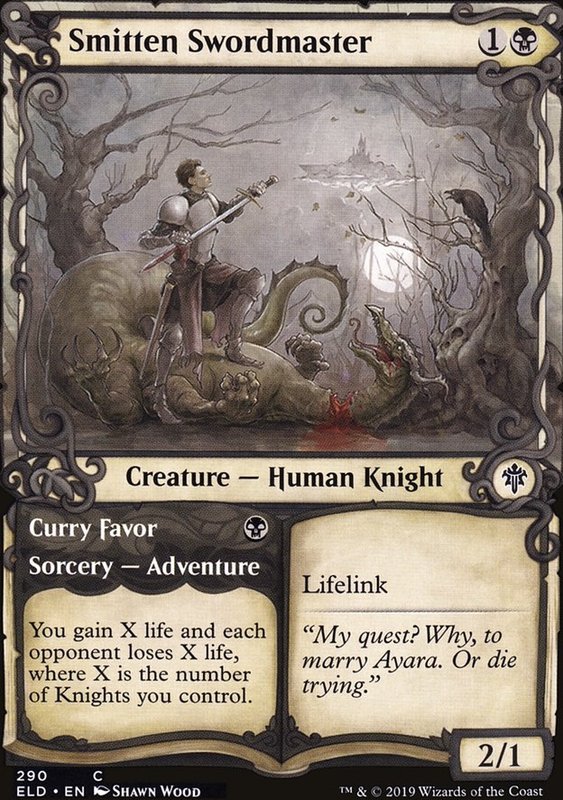 Smitten Swordmaster 1
Creature — Human Knight
Curry Favor
Sorcery — Adventure
You gain X life and each
opponent loses X life,
where X is the number
of Knights you control.
Lifelink
“My quest? Why, to
marry Ayara. Or die
trying.”
2/1
290 C
ELD • EN Shawn Wood
™ & © 2019 Wizards of the Coast